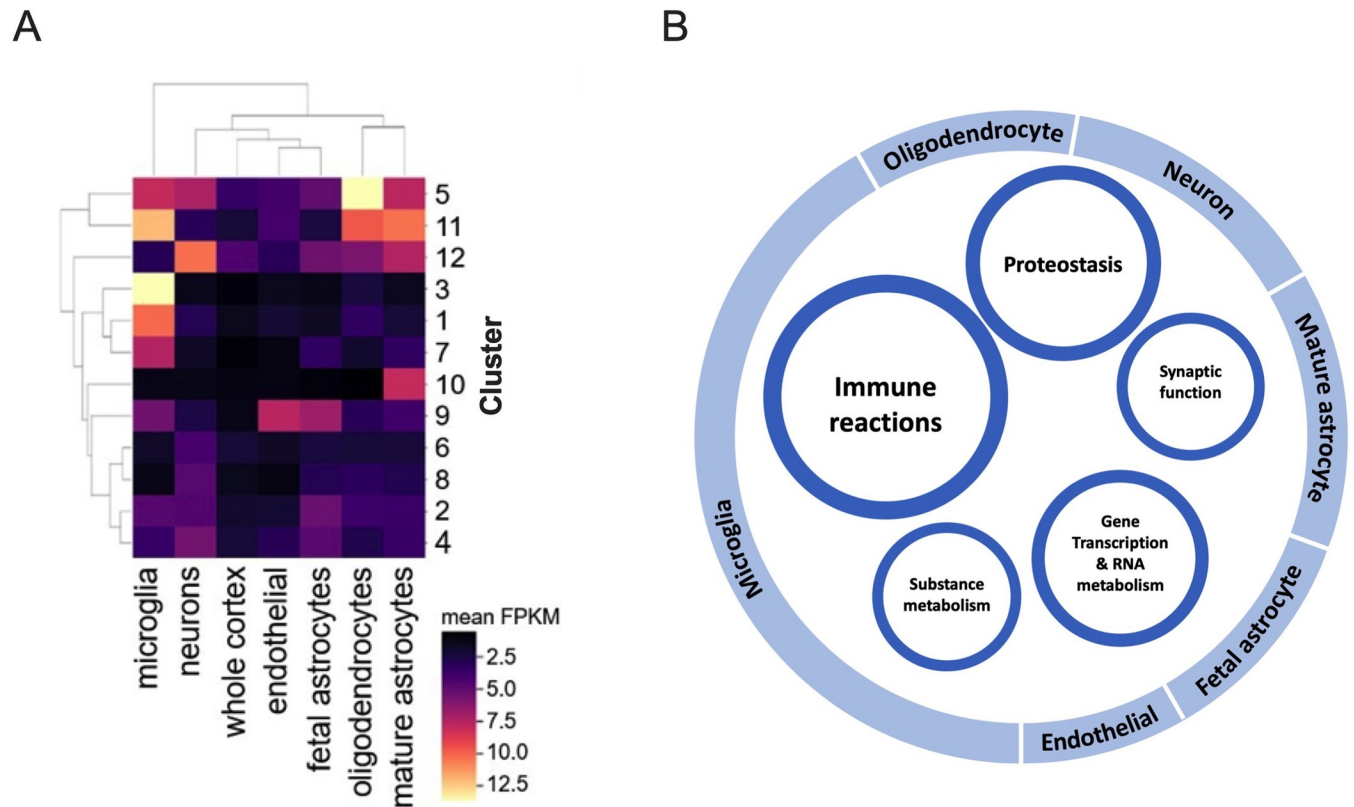 A
B
5
11
12
3
1
7
10
9
6
8
2
4
Cluster
microglia
neurons
whole cortex
endothelial
fetal astrocytes
oligodendrocytes
mature astrocytes
mean FPKM
2.5
5.0
7.5
10.0
12.5
Oligodendrocyte
Neuron
Mature astrocyte
Fetal astrocyte
Endothelial
Microglia
Proteostasis
Immune
reactions
Synaptic
function
Gene
Transcription
& RNA
metabolism
Substance
metabolism